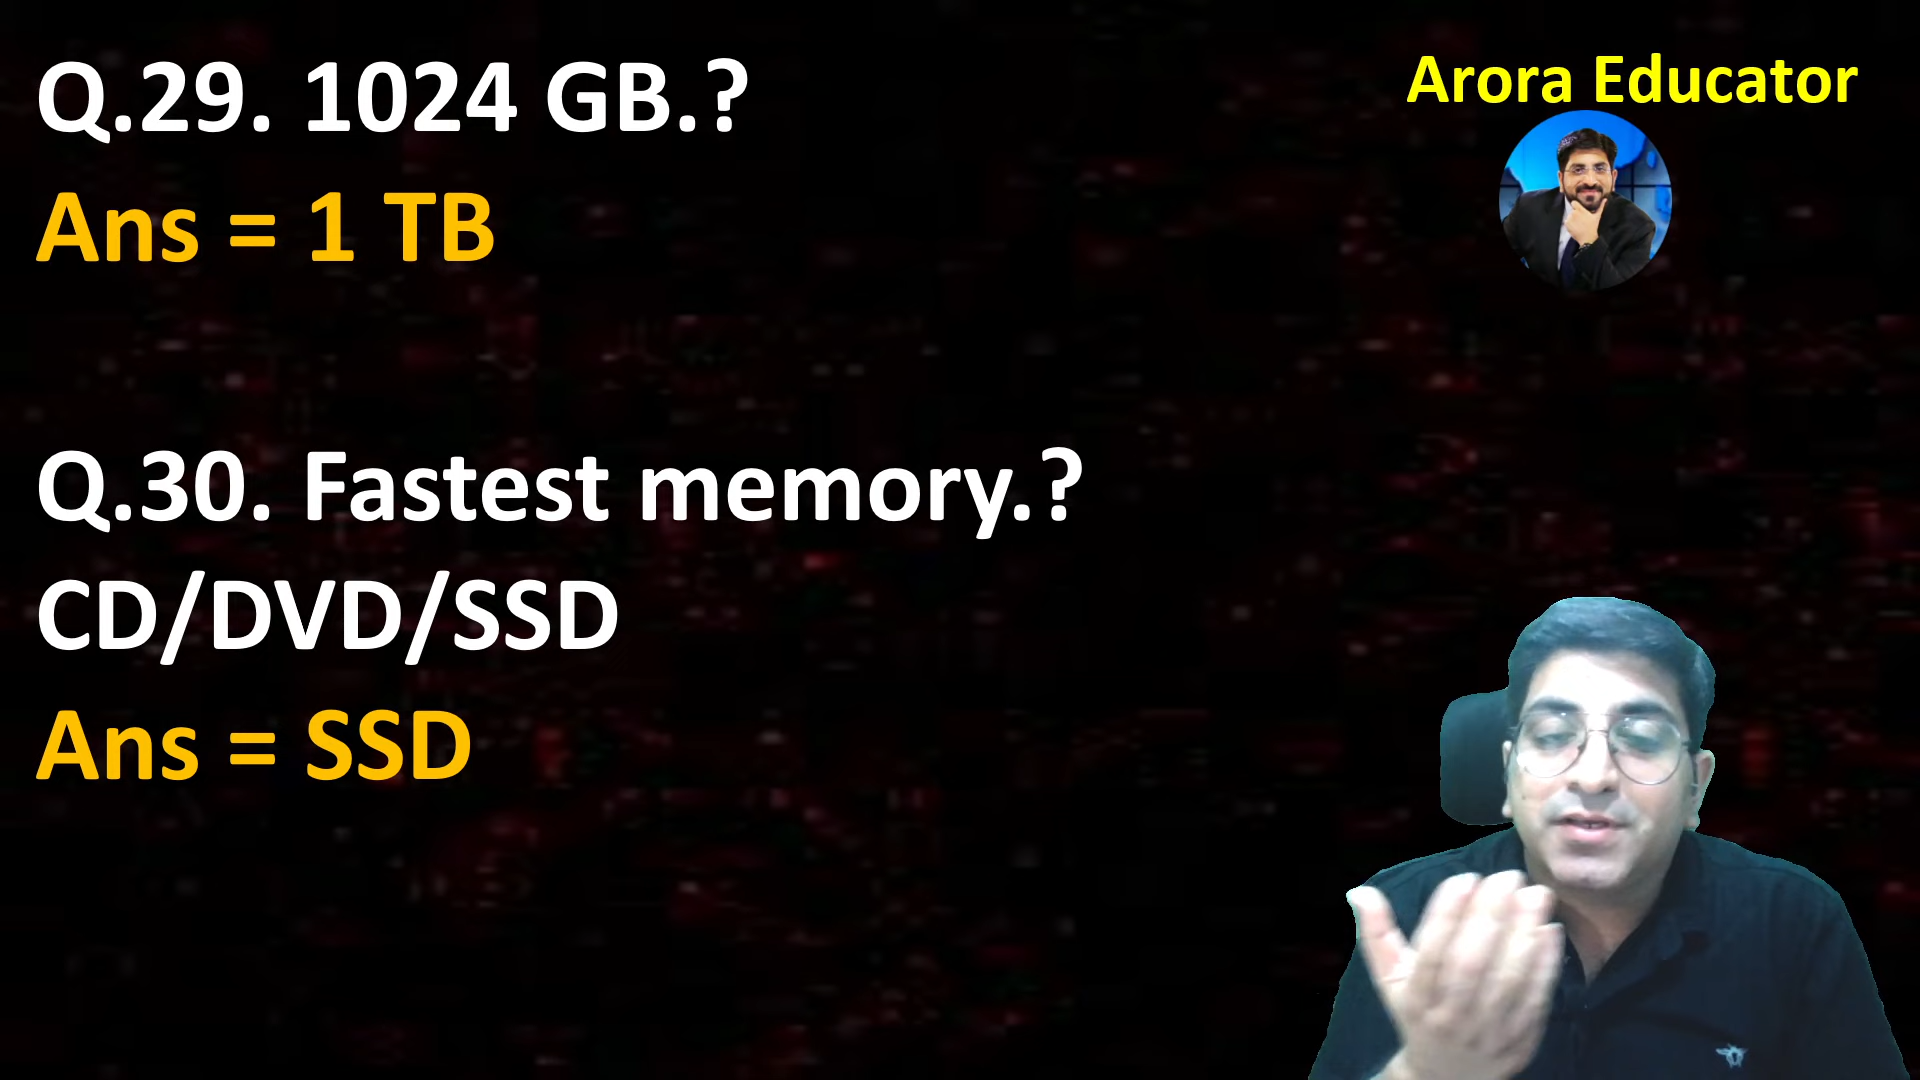 Q.29. 1024 GB.?
Ans = 1 TB
Q.30. Fastest memory.?
CD/DVD/SSD
Ans = SSD
Arora Educator